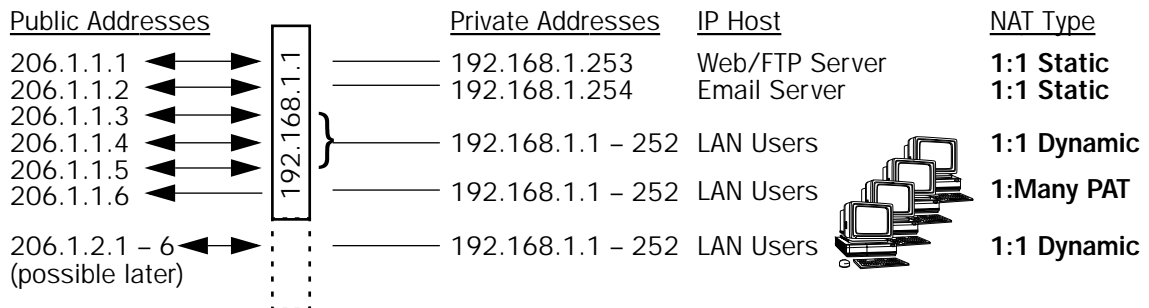 Public Addresses Private Addresses IP Host NAT Type
206.1.1.1 192.168.1.253 Web/FTP Server 1:1 Static
206.1.1.2 192.168.1.254 Email Server 1:1 Static
206.1.1.3
206.1.1.4 192.168.1.1 – 252 LAN Users 1:1 Dynamic
206.1.1.5
206.1.1.6 192.168.1.1 – 252 LAN Users 1:Many PAT
192.168.1.1
206.1.2.1 – 6 192.168.1.1 – 252 LAN Users 1:1 Dynamic
(possible later)